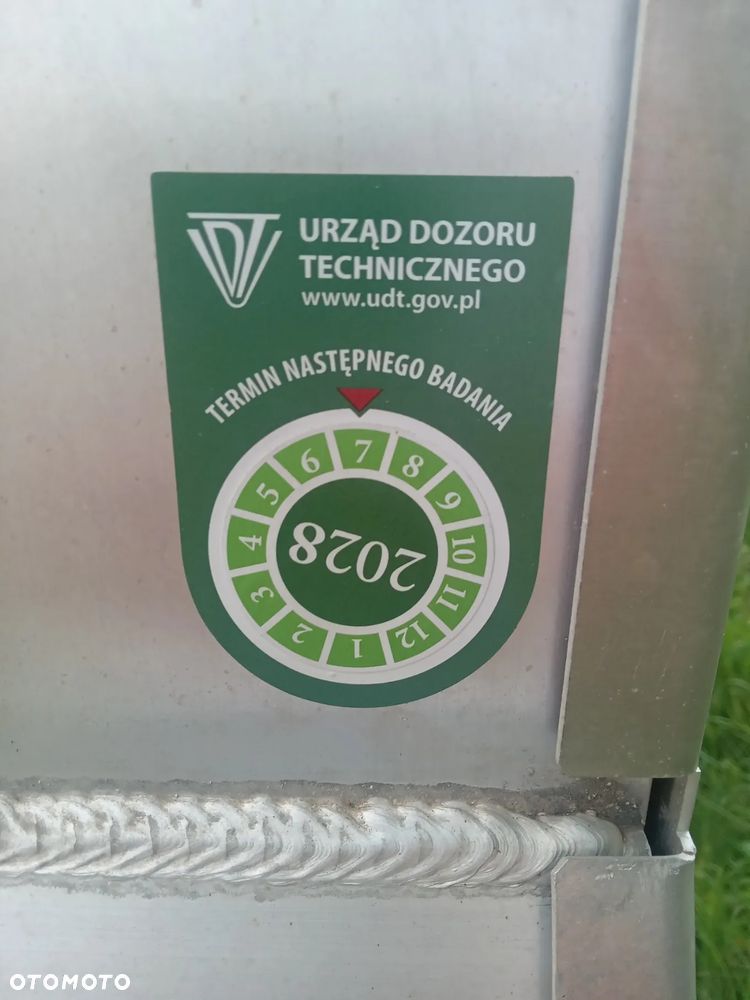 UDT
URZĄD DOZORU
TECHNICZNEGO
www.udt.gov.pl
TERMIN NASTĘPNEGO BADANIA
1 2 3 4 5 6 7 8 9 10 11 12
2028
OTOMOTO